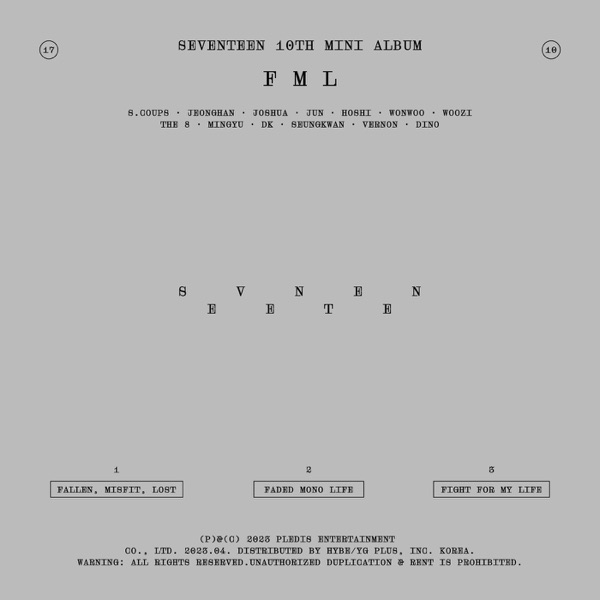 17
SEVENTEEN 10TH MINI ALBUM
10
F M L
S.COUPS · JEONGHAN · JOSHUA · JUN · HOSHI · WONWOO · WOOZI
THE 8 · MINGYU · DK · SEUNGKWAN · VERNON · DINO
S V N E N
E E T E
1
FALLEN, MISFIT, LOST
2
FADED MONO LIFE
3
FIGHT FOR MY LIFE
(P)&(C) 2023 PLEDIS ENTERTAINMENT
CO., LTD. 2023.04. DISTRIBUTED BY HYBE/YG PLUS, INC. KOREA.
WARNING: ALL RIGHTS RESERVED.UNAUTHORIZED DUPLICATION & RENT IS PROHIBITED.